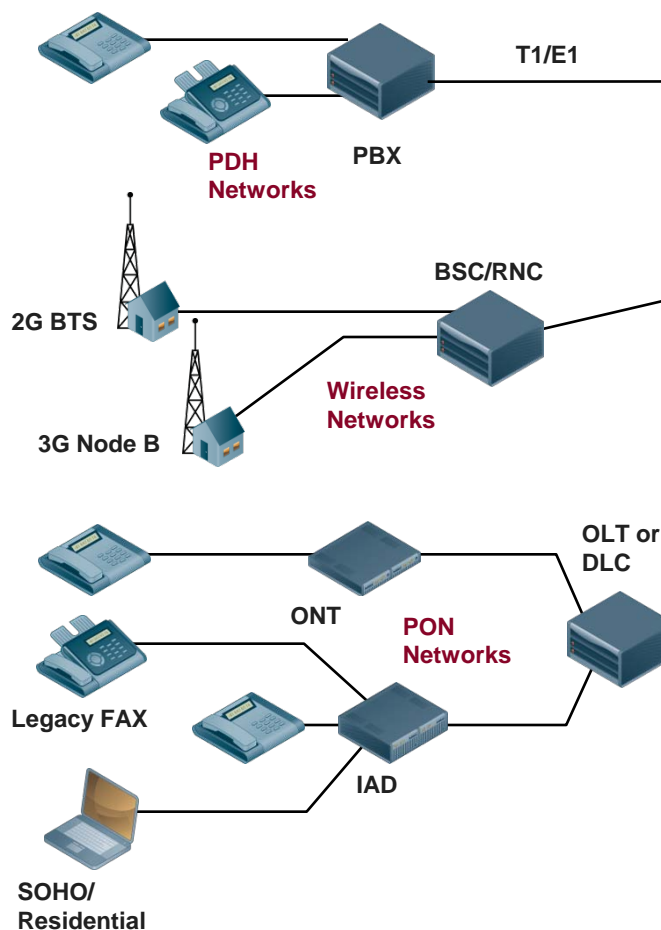 T1/E1
PBX
PDH
Networks
BSC/RNC
2G BTS
Wireless
Networks
3G Node B
OLT or
DLC
ONT
PON
Networks
Legacy FAX
IAD
SOHO/
Residential